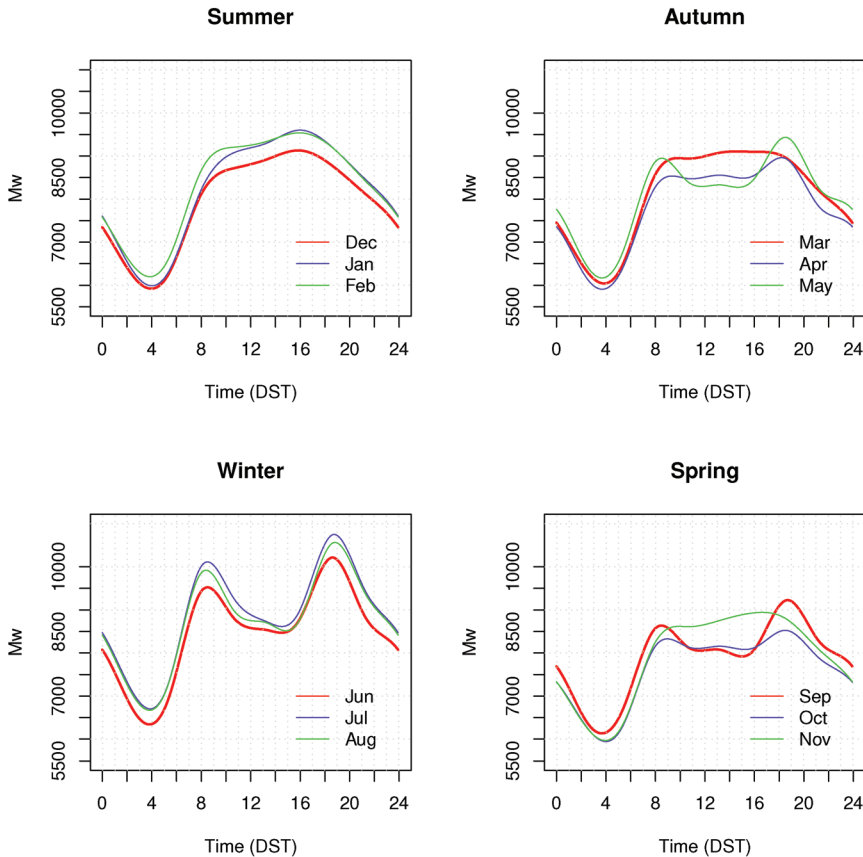 Summer
Mw
10000
8500
7000
5500
Dec
Jan
Feb
0 4 8 12 16 20 24
Time (DST)
Autumn
Mw
10000
8500
7000
5500
Mar
Apr
May
0 4 8 12 16 20 24
Time (DST)
Winter
Mw
10000
8500
7000
5500
Jun
Jul
Aug
0 4 8 12 16 20 24
Time (DST)
Spring
Mw
10000
8500
7000
5500
Sep
Oct
Nov
0 4 8 12 16 20 24
Time (DST)